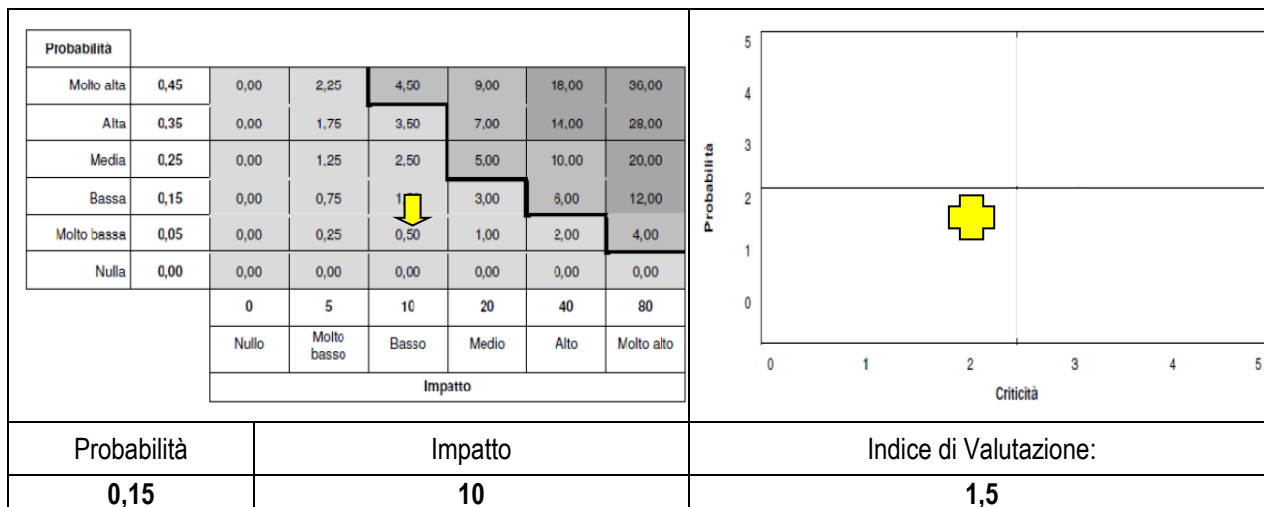 Probabilità
Molto alta 0,45 0,00 2,25 4,50 9,00 18,00 36,00
Alta 0,35 0,00 1,75 3,50 7,00 14,00 28,00
Media 0,25 0,00 1,25 2,50 5,00 10,00 20,00
Bassa 0,15 0,00 0,75 3,00 6,00 12,00
Molto bassa 0,05 0,00 0,25 0,50 1,00 2,00 4,00
Nulla 0,00 0,00 0,00 0,00 0,00 0,00 0,00
0 5 10 20 40 80
Nullo Molto basso Basso Medio Alto Molto alto
Impatto
Probabilità
5
4
3
2
1
0
0 1 2 3 4 5
Criticità
Probabilità Impatto Indice di Valutazione:
0,15 10 1,5